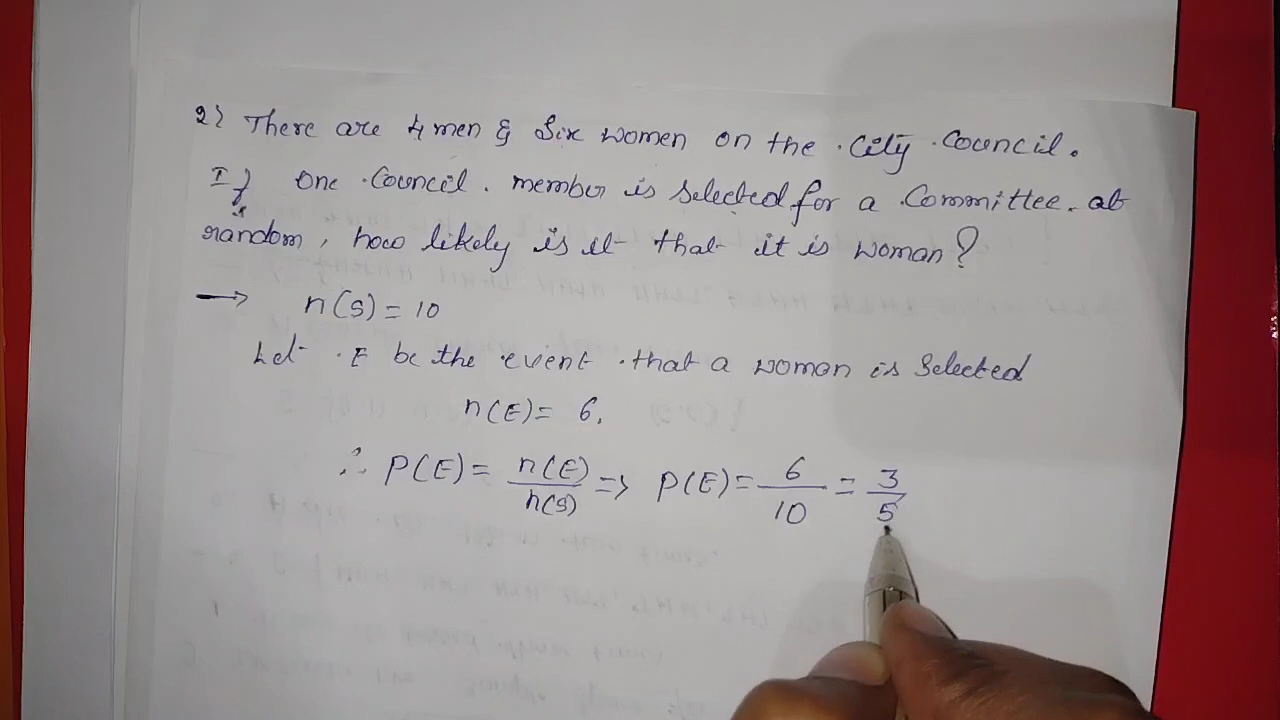 2} There are 4 men & Six women on the city council.
If one council member is selected for a committee at
random, how likely is it that it is woman?
→ n(S) = 10
Let E be the event that a woman is selected
n(E) = 6.
∴ P(E) = n(E)/n(S) => P(E) = 6/10 = 3/5